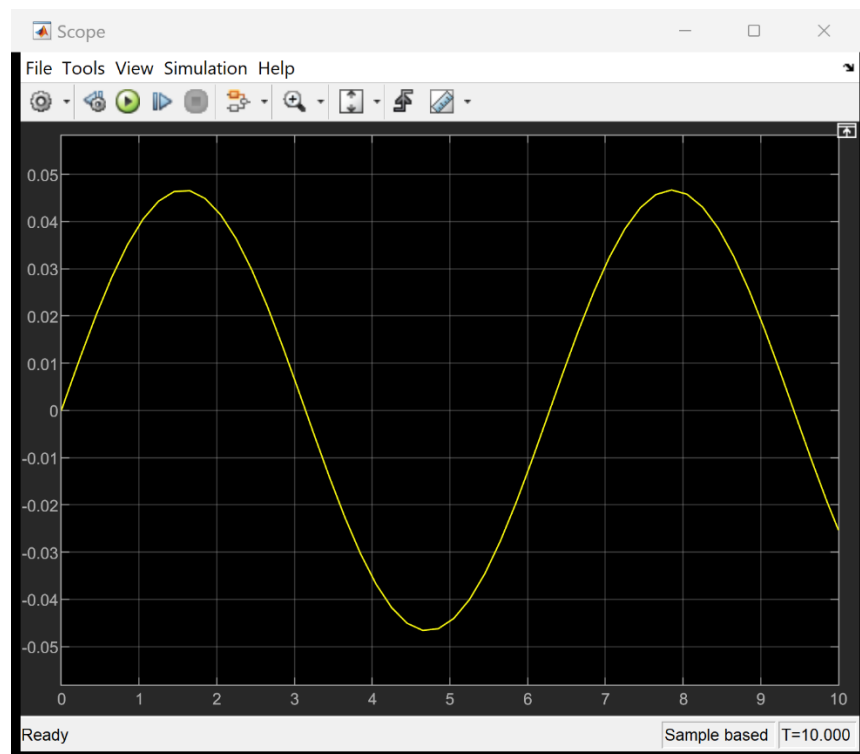 Scope
File Tools View Simulation Help
0.05
0.04
0.03
0.02
0.01
0
-0.01
-0.02
-0.03
-0.04
-0.05
0 1 2 3 4 5 6 7 8 9 10
Ready Sample based T=10.000